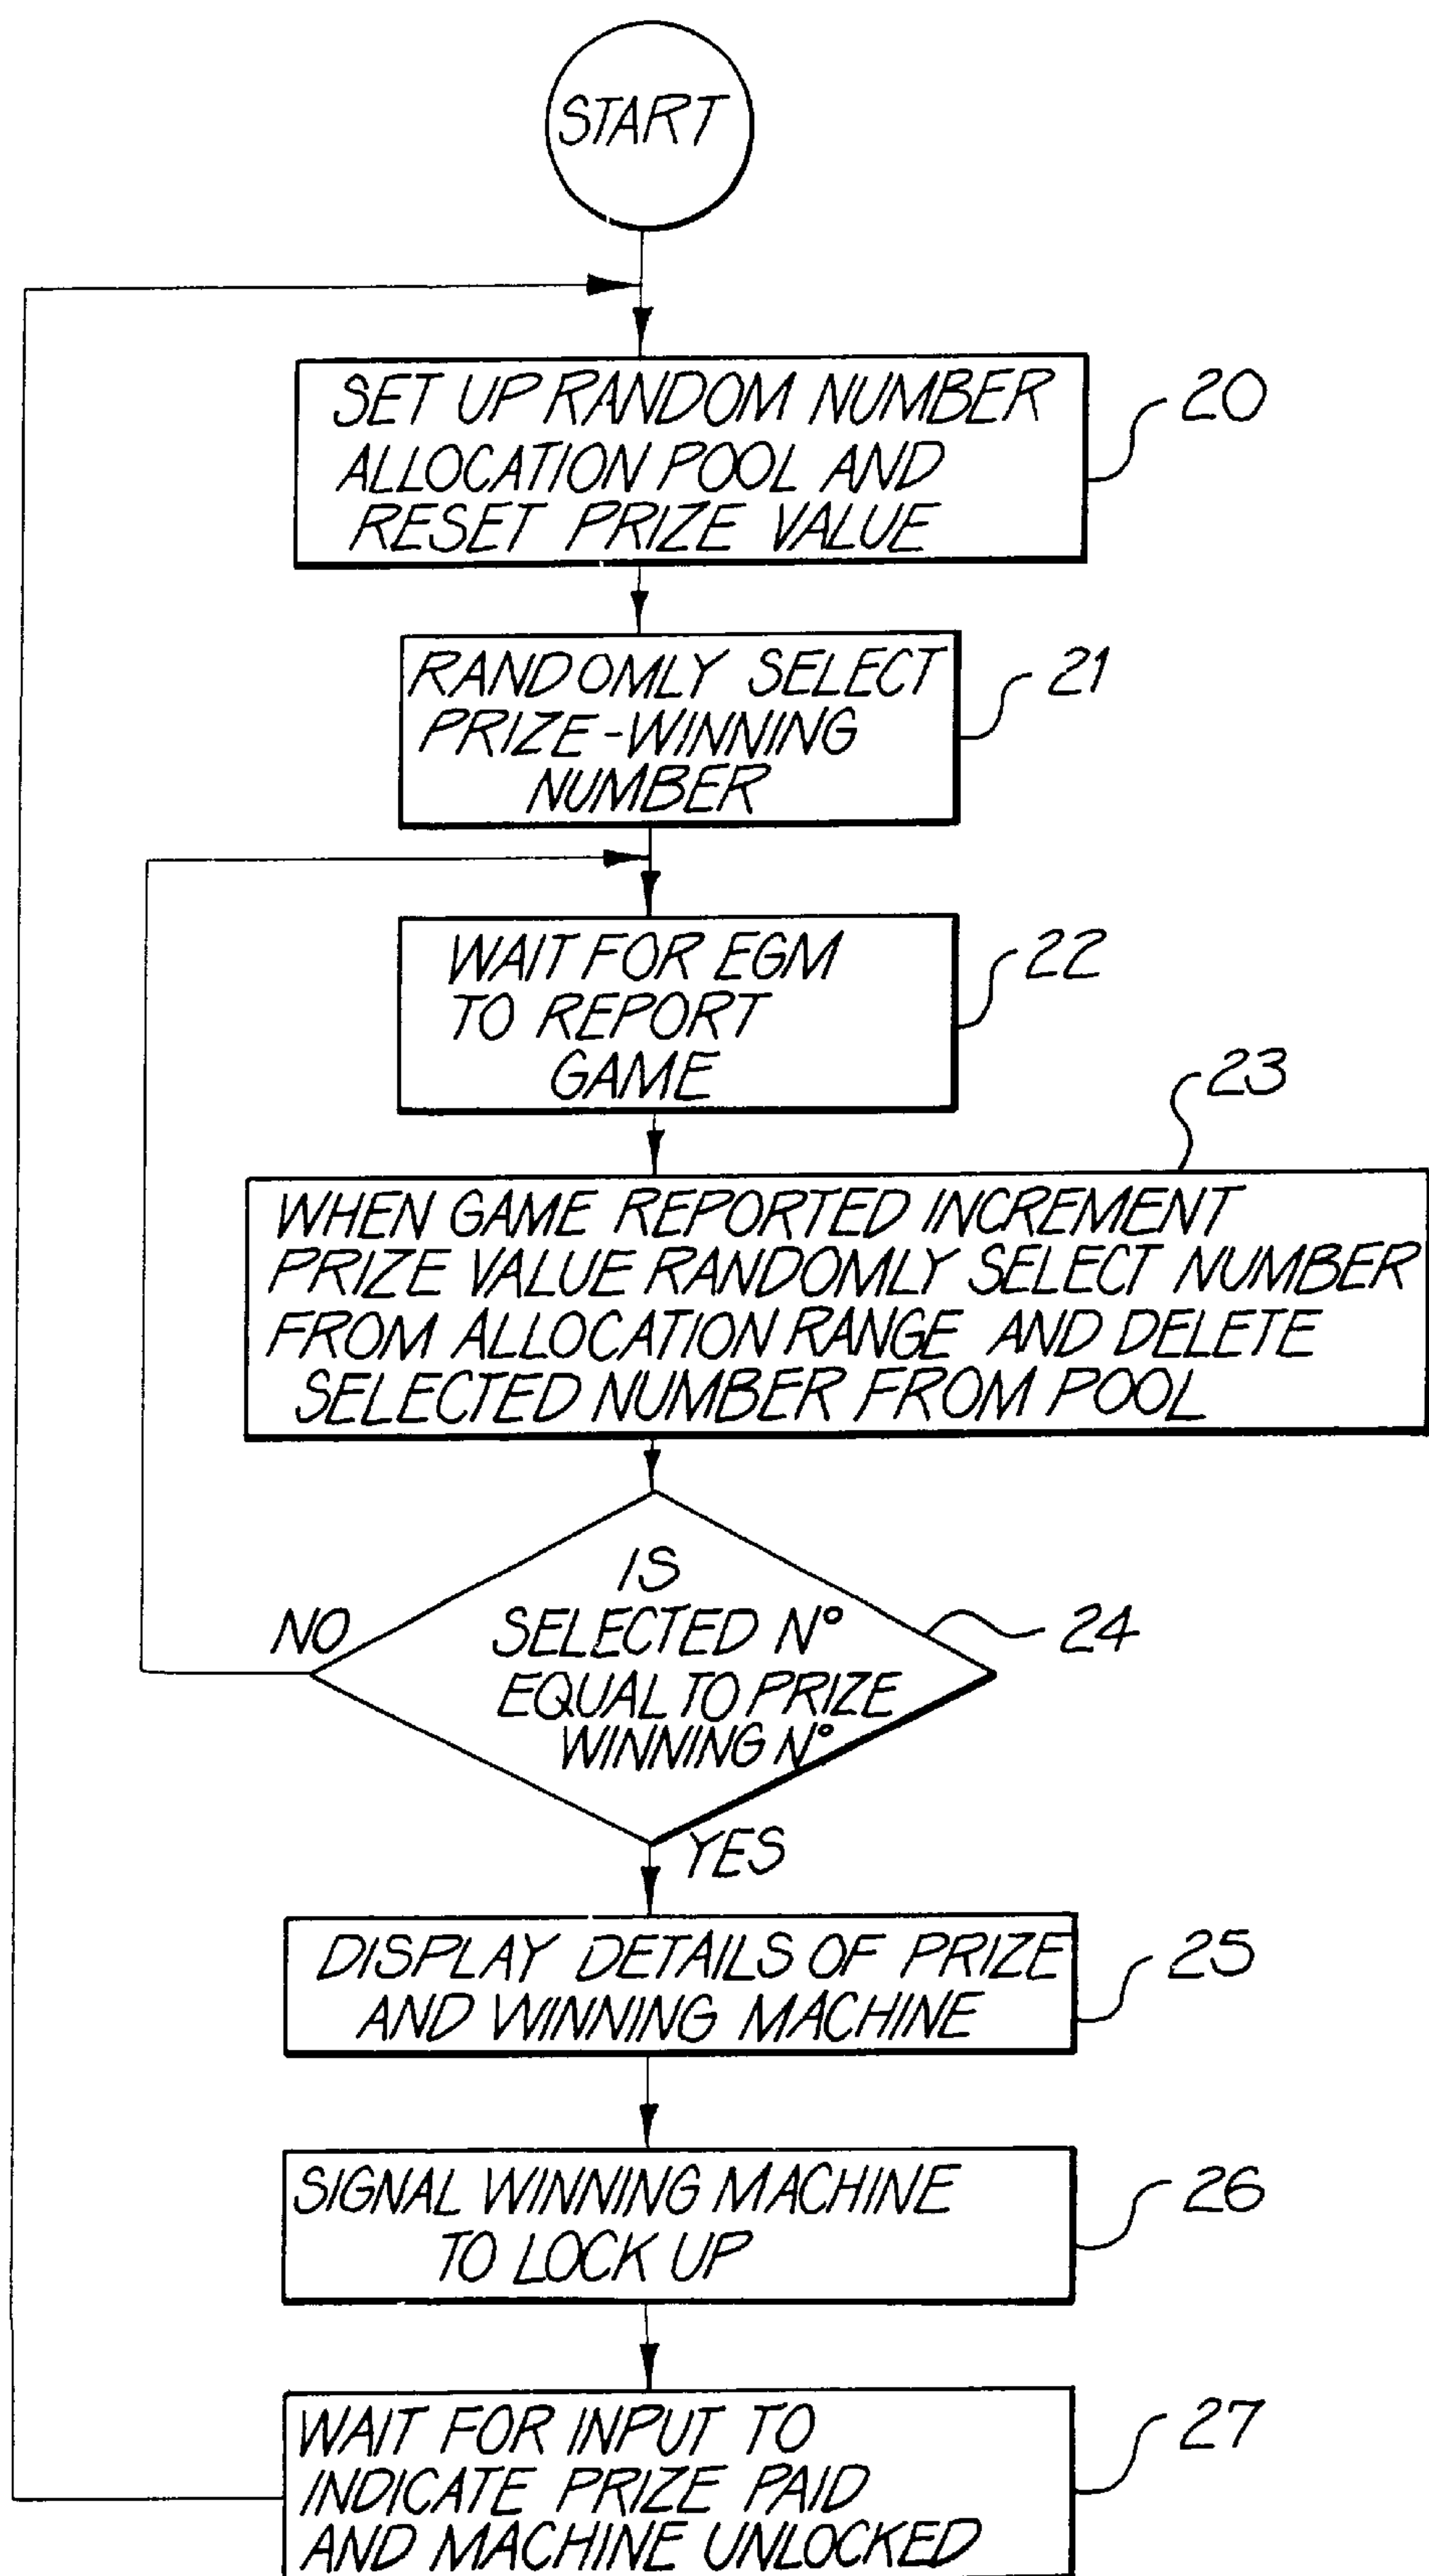 START
SET UP RANDOM NUMBER
ALLOCATION POOL AND
RESET PRIZE VALUE
20
RANDOMLY SELECT
PRIZE-WINNING
NUMBER
21
WAIT FOR EGM
TO REPORT
GAME
22
23
WHEN GAME REPORTED INCREMENT
PRIZE VALUE RANDOMLY SELECT NUMBER
FROM ALLOCATION RANGE AND DELETE
SELECTED NUMBER FROM POOL
IS
SELECTED N°
EQUAL TO PRIZE
WINNING N°
NO
24
YES
DISPLAY DETAILS OF PRIZE
AND WINNING MACHINE
25
SIGNAL WINNING MACHINE
TO LOCK UP
26
WAIT FOR INPUT TO
INDICATE PRIZE PAID
AND MACHINE UNLOCKED
27